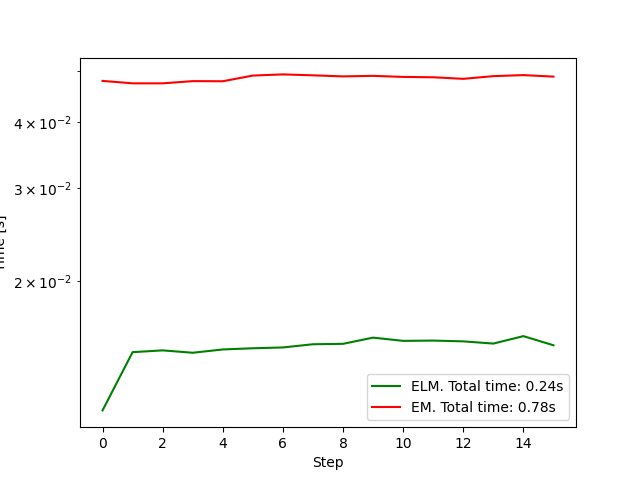 4 × 10⁻²
3 × 10⁻²
2 × 10⁻²
Time [s]
ELM. Total time: 0.24s
EM. Total time: 0.78s
0 2 4 6 8 10 12 14
Step